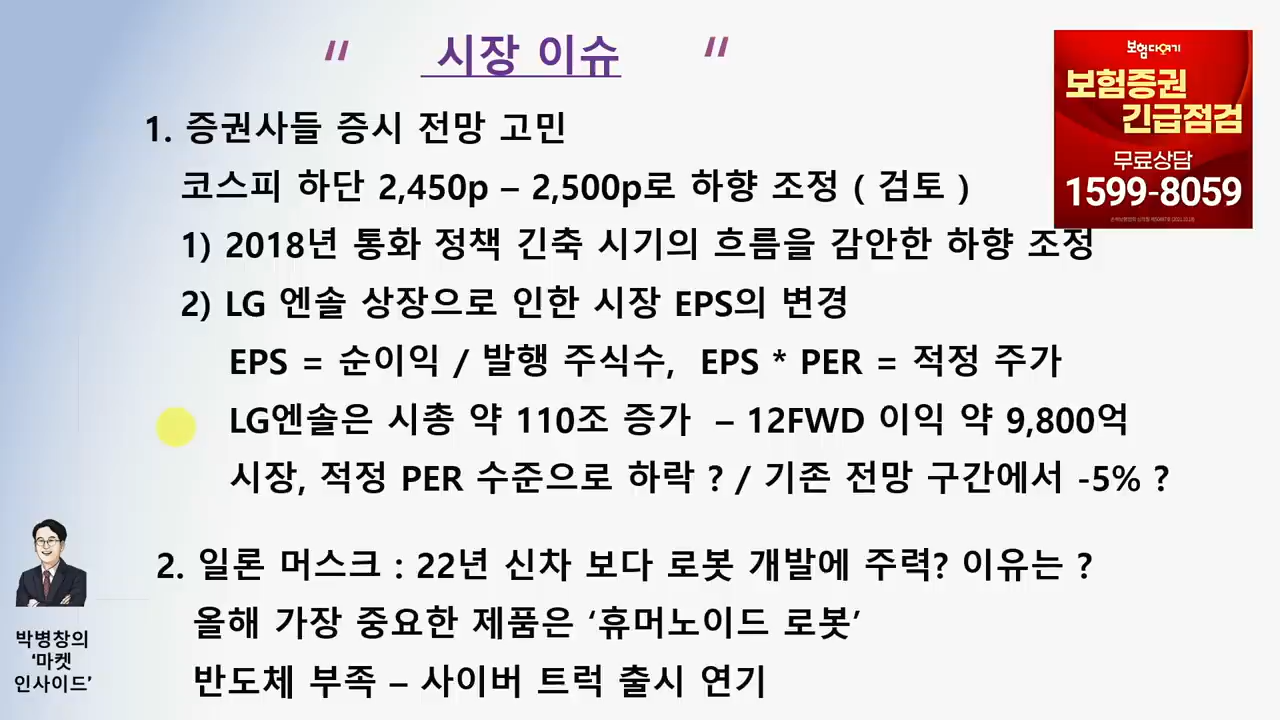 " 시장 이슈 "
1. 증권사들 증시 전망 고민
코스피 하단 2,450p – 2,500p로 하향 조정 ( 검토 )
1) 2018년 통화 정책 긴축 시기의 흐름을 감안한 하향 조정
2) LG 엔솔 상장으로 인한 시장 EPS의 변경
EPS = 순이익 / 발행 주식수, EPS * PER = 적정 주가
LG엔솔은 시총 약 110조 증가 – 12FWD 이익 약 9,800억
시장, 적정 PER 수준으로 하락 ? / 기존 전망 구간에서 -5% ?
2. 일론 머스크 : 22년 신차 보다 로봇 개발에 주력? 이유는 ?
올해 가장 중요한 제품은 ‘휴머노이드 로봇’
반도체 부족 – 사이버 트럭 출시 연기
박병창의
‘마켓
인사이드’
보험다여기
보험증권
긴급점검
무료상담
1599-8059